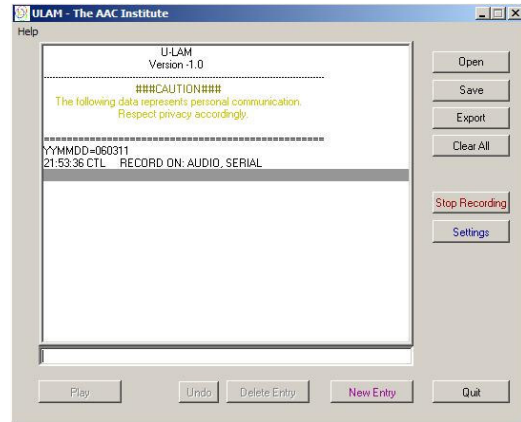 ULAM - The AAC Institute
Help
U-LAM
Version -1.0
###CAUTION###
The following data represents personal communication.
Respect privacy accordingly.
YYMMDD=060311
21:53:36 CTL RECORD ON: AUDIO, SERIAL
Open
Save
Export
Clear All
Stop Recording
Settings
Play
Undo
Delete Entry
New Entry
Quit